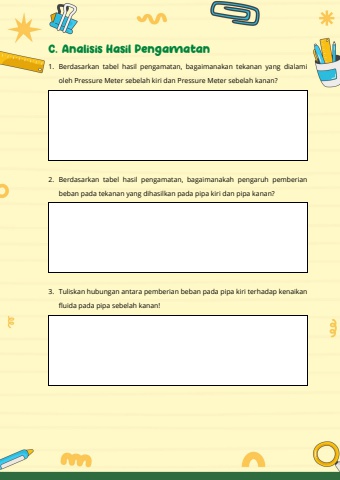 C. Analisis Hasil Pengamatan
1. Berdasarkan tabel hasil pengamatan, bagaimanakan tekanan yang dialami
oleh Pressure Meter sebelah kiri dan Pressure Meter sebelah kanan?
2. Berdasarkan tabel hasil pengamatan, bagaimanakah pengaruh pemberian
beban pada tekanan yang dihasilkan pada pipa kiri dan pipa kanan?
3. Tuliskan hubungan antara pemberian beban pada pipa kiri terhadap kenaikan
fluida pada pipa sebelah kanan!